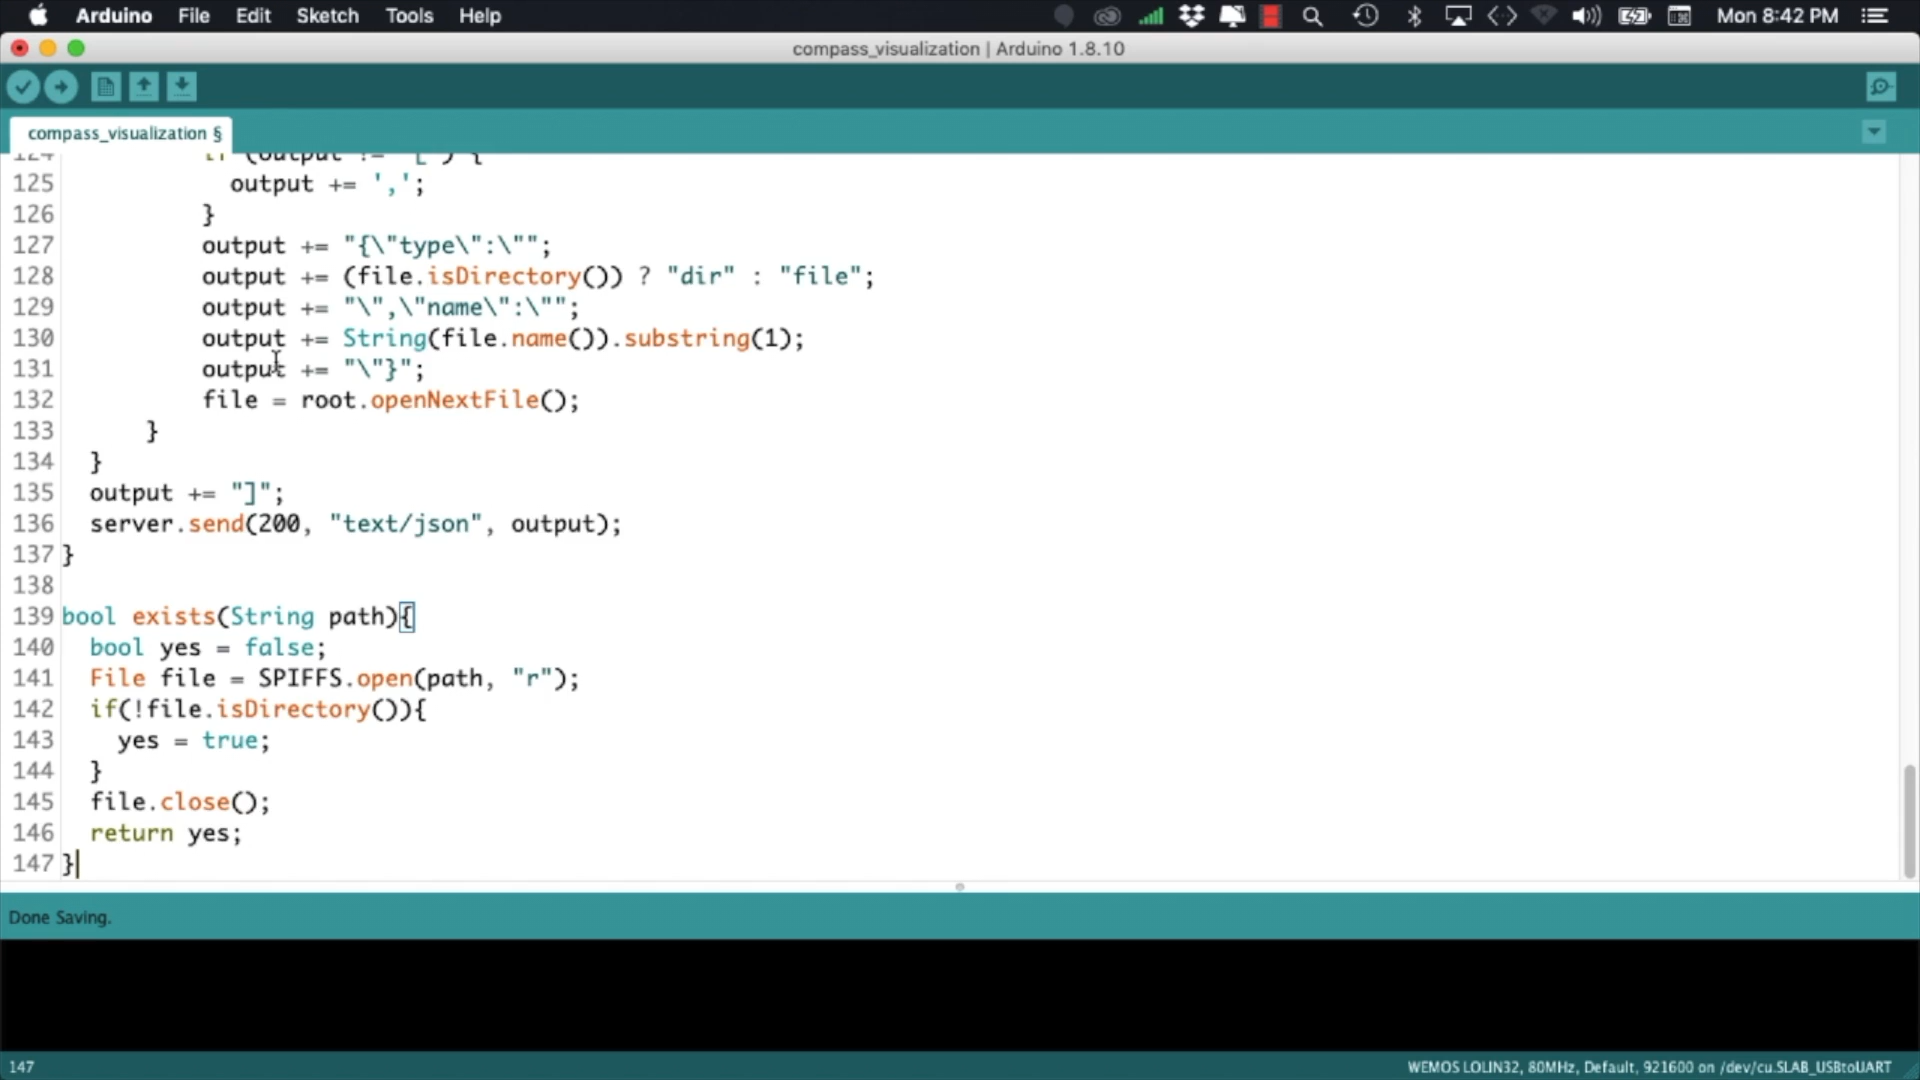 Arduino File Edit Sketch Tools Help Mon 8:42 PM
compass_visualization | Arduino 1.8.10
compass_visualization §
124 if (output != "[") {
125 output += ',';
126 }
127 output += "{\"type\":\"";
128 output += (file.isDirectory()) ? "dir" : "file";
129 output += "\",\"name\":\"";
130 output += String(file.name()).substring(1);
131 output += "\"}";
132 file = root.openNextFile();
133 }
134 }
135 output += "]";
136 server.send(200, "text/json", output);
137 }
138
139 bool exists(String path){
140 bool yes = false;
141 File file = SPIFFS.open(path, "r");
142 if(!file.isDirectory()){
143 yes = true;
144 }
145 file.close();
146 return yes;
147 }
Done Saving.
147 WEMOS LOLIN32, 80MHz, Default, 921600 on /dev/cu.SLAB_USBtoUART